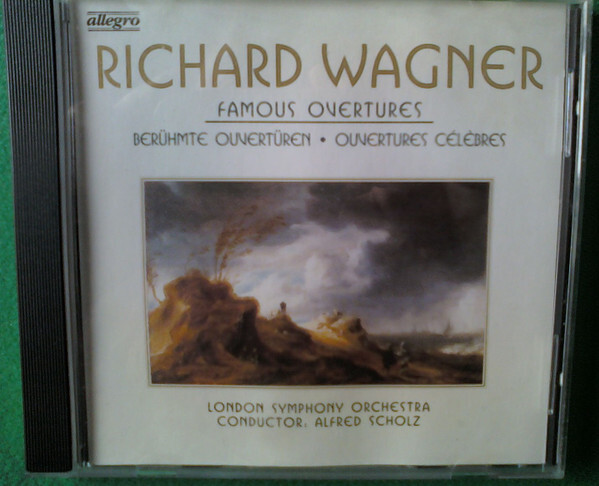 allegro
RICHARD WAGNER
FAMOUS OVERTURES
BERÜHMTE OUVERTÜREN • OUVERTURES CÉLÈBRES
LONDON SYMPHONY ORCHESTRA
CONDUCTOR: ALFRED SCHOLZ